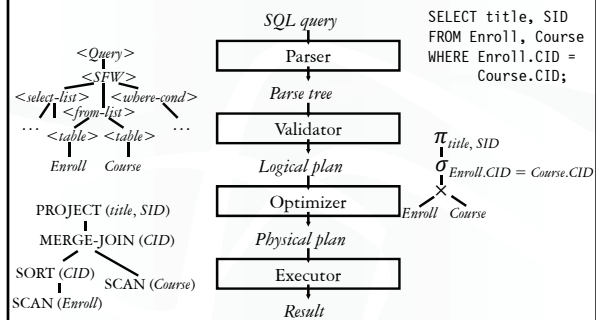 SQL query
Parser
Parse tree
Validator
Logical plan
Optimizer
Physical plan
Executor
Result
SELECT title, SID
FROM Enroll, Course
WHERE Enroll.CID =
Course.CID;
<Query>
<SFW>
<select-list> <where-cond>
<from-list>
... <table> <table> ...
Enroll Course
π title, SID
σ Enroll.CID = Course.CID
×
Enroll Course
PROJECT (title, SID)
MERGE-JOIN (CID)
SORT (CID)
SCAN (Course)
SCAN (Enroll)